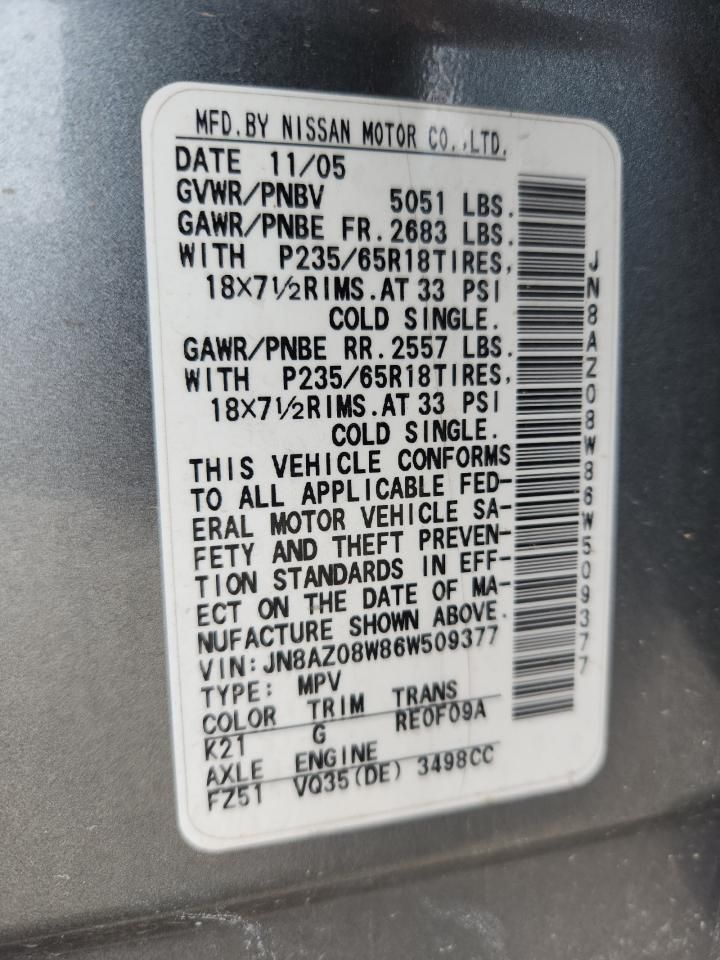 MFD.BY NISSAN MOTOR CO.,LTD.
DATE 11/05
GVWR/PNBV 5051 LBS.
GAWR/PNBE FR.2683 LBS.
WITH P235/65R18TIRES,
18X7½RIMS.AT 33 PSI
COLD SINGLE.
GAWR/PNBE RR.2557 LBS.
WITH P235/65R18TIRES,
18X7½RIMS.AT 33 PSI
COLD SINGLE.
THIS VEHICLE CONFORMS
TO ALL APPLICABLE FED-
ERAL MOTOR VEHICLE SA-
FETY AND THEFT PREVEN-
TION STANDARDS IN EFF-
ECT ON THE DATE OF MA-
NUFACTURE SHOWN ABOVE.
VIN:JN8AZ08W86W509377
TYPE: MPV
COLOR TRIM TRANS
K21 G RE0F09A
AXLE ENGINE
FZ51 VQ35(DE) 3498CC
JN8AZ08W86W509377